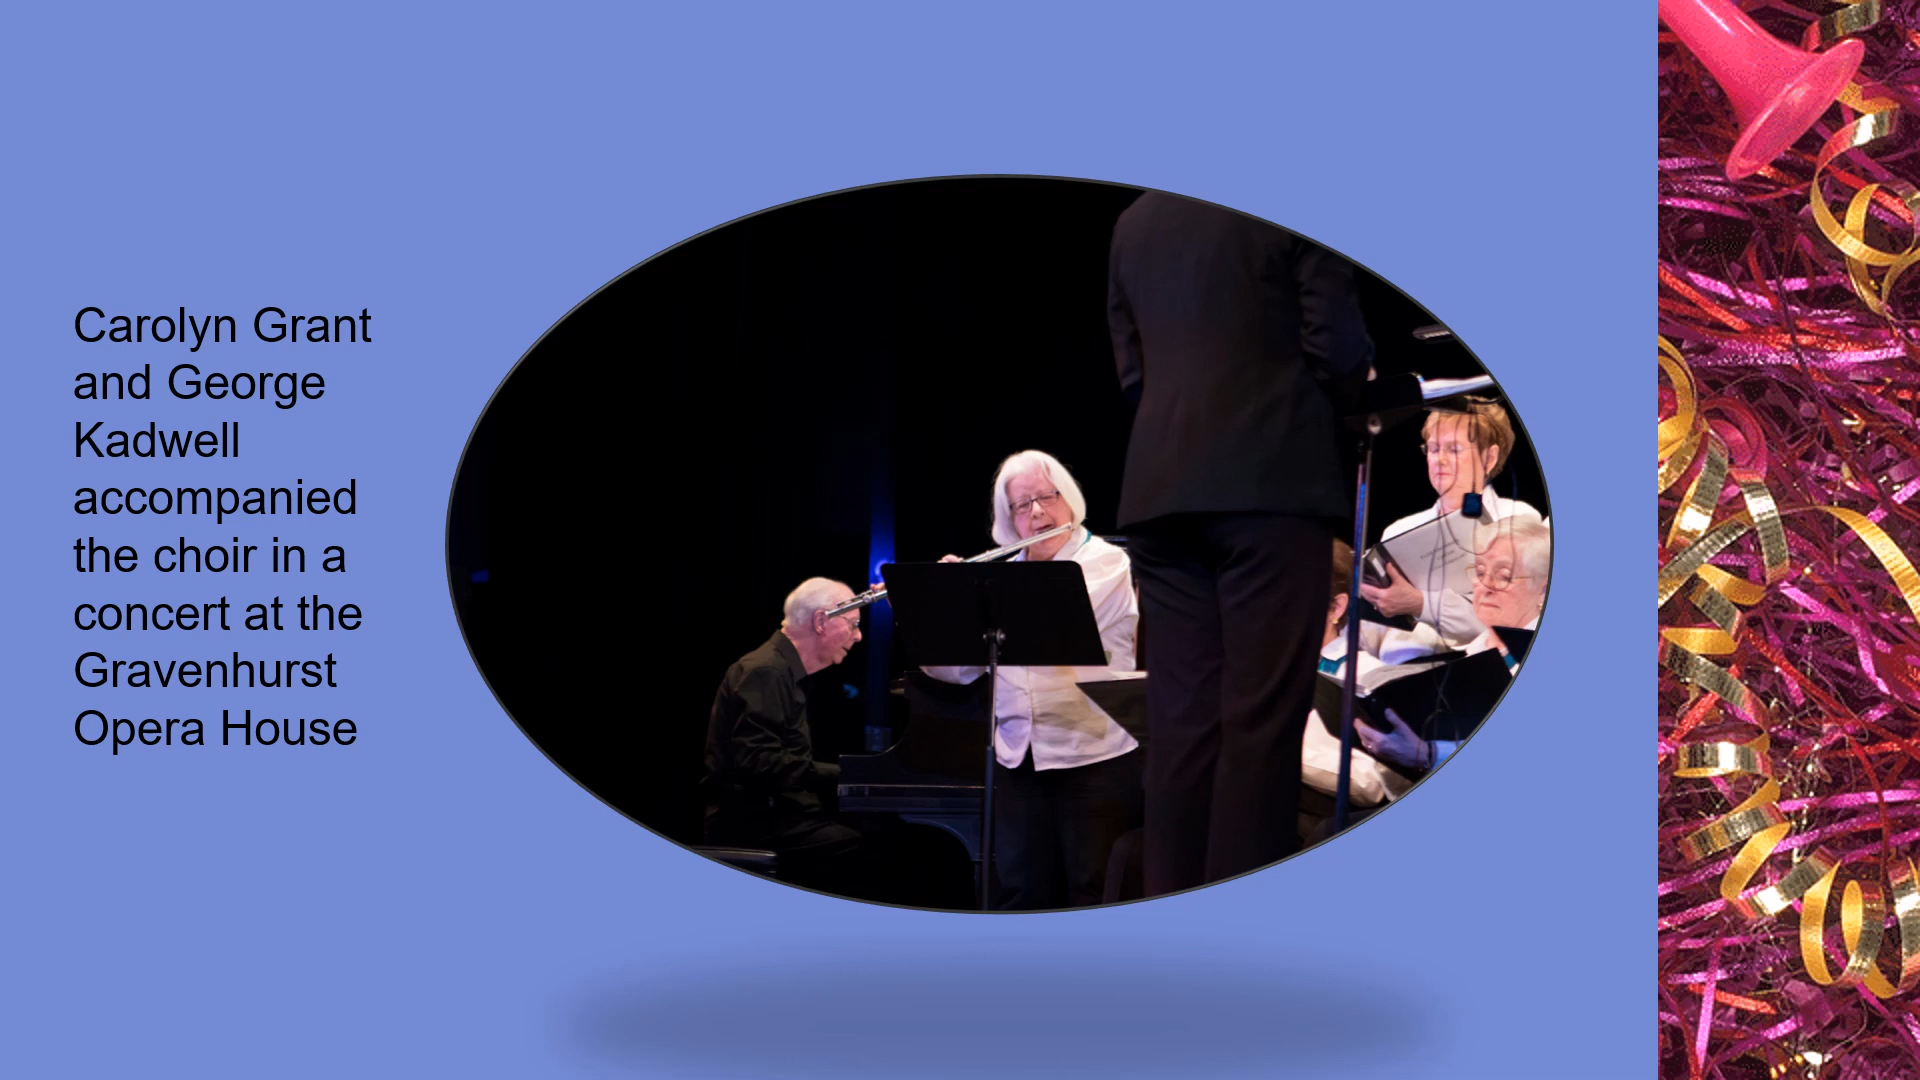 Carolyn Grant
and George
Kadwell
accompanied
the choir in a
concert at the
Gravenhurst
Opera House